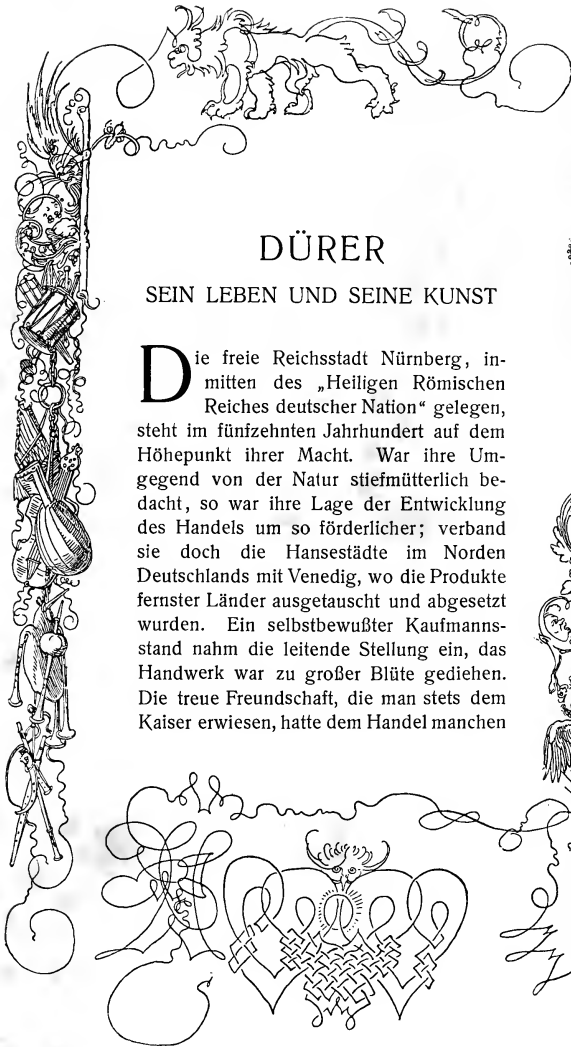 DÜRER
SEIN LEBEN UND SEINE KUNST
Die freie Reichsstadt Nürnberg, in-
mitten des „Heiligen Römischen
Reiches deutscher Nation“ gelegen,
steht im fünfzehnten Jahrhundert auf dem
Höhepunkt ihrer Macht. War ihre Um-
gegend von der Natur stiefmütterlich be-
dacht, so war ihre Lage der Entwicklung
des Handels um so förderlicher; verband
sie doch die Hansestädte im Norden
Deutschlands mit Venedig, wo die Produkte
fernster Länder ausgetauscht und abgesetzt
wurden. Ein selbstbewußter Kaufmanns-
stand nahm die leitende Stellung ein, das
Handwerk war zu großer Blüte gediehen.
Die treue Freundschaft, die man stets dem
Kaiser erwiesen, hatte dem Handel manchen